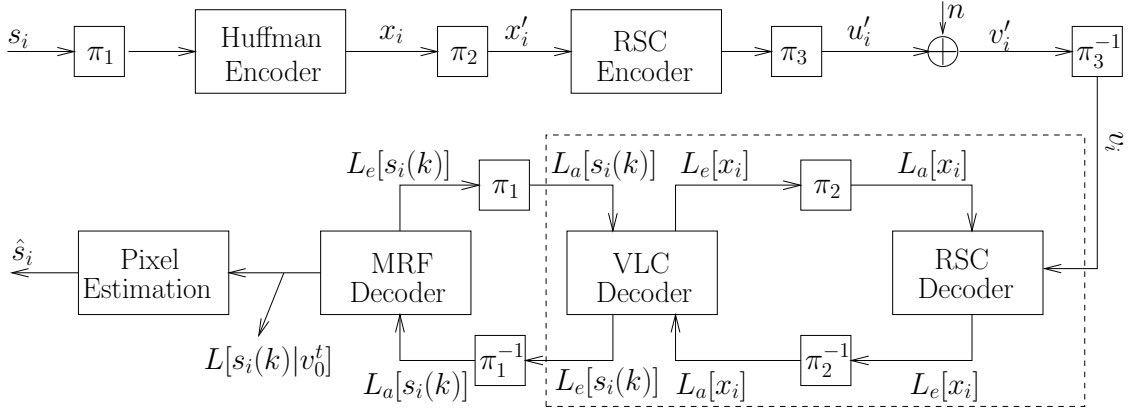 s_i
π_1
Huffman
Encoder
x_i
π_2
x'_i
RSC
Encoder
π_3
u'_i
n
v'_i
π_3^{-1}
v_i
L_e[s_i(k)]
π_1
L_a[s_i(k)]
L_e[x_i]
π_2
L_a[x_i]
ŝ_i
Pixel
Estimation
MRF
Decoder
VLC
Decoder
RSC
Decoder
L[s_i(k)|v_0^t]
L_a[s_i(k)]
π_1^{-1}
L_e[s_i(k)]
L_a[x_i]
π_2^{-1}
L_e[x_i]